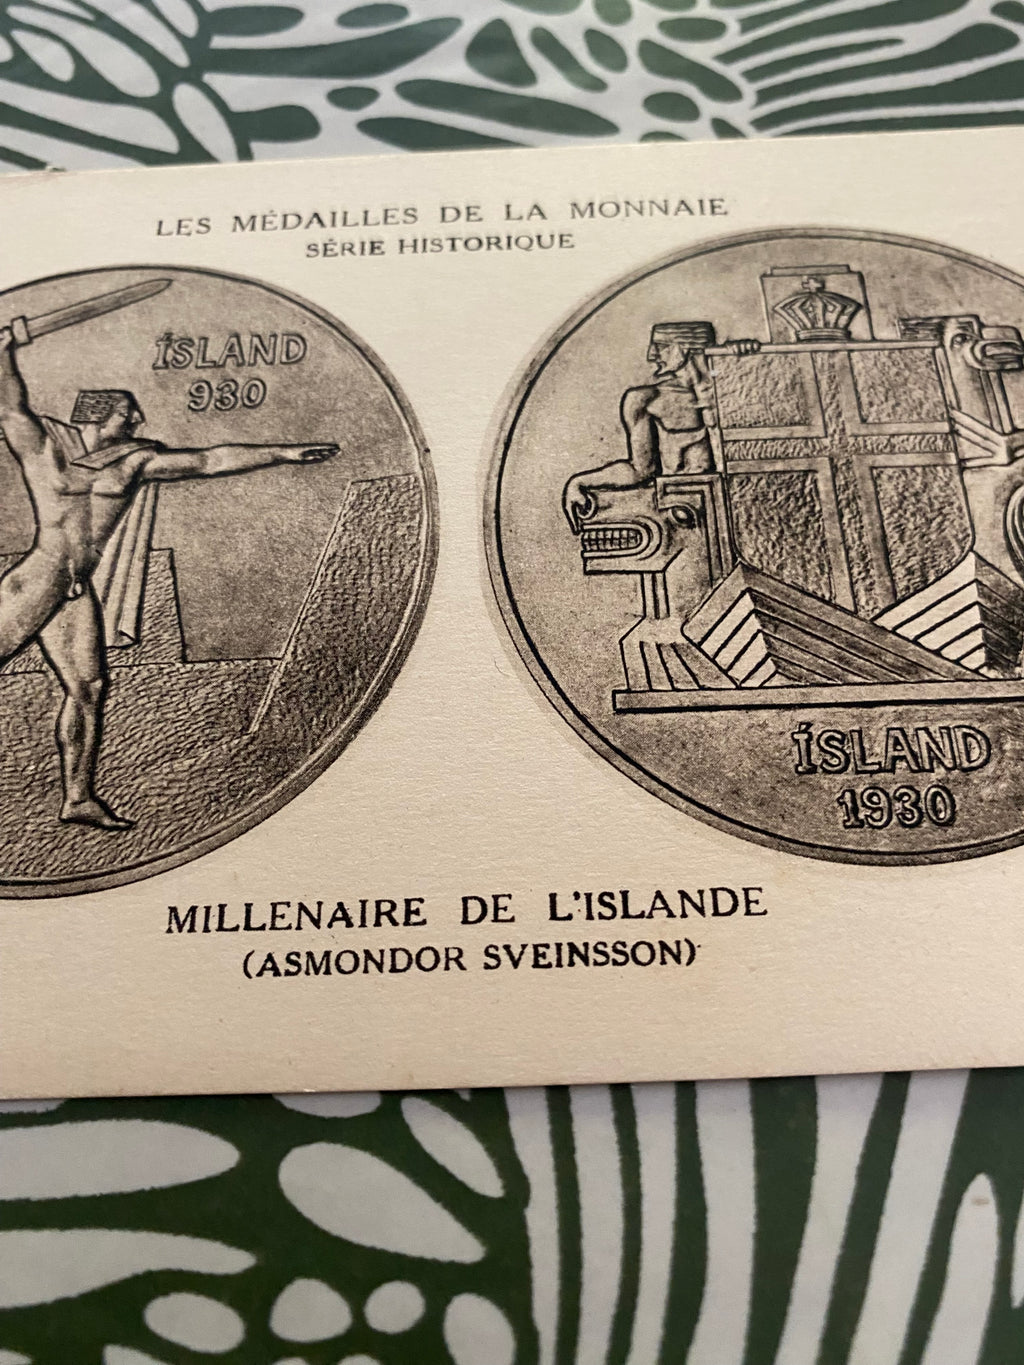 LES MÉDAILLES DE LA MONNAIE
SÉRIE HISTORIQUE
ÍSLAND
930
ÍSLAND
1930
MILLENAIRE DE L'ISLANDE
(ASMONDOR SVEINSSON)